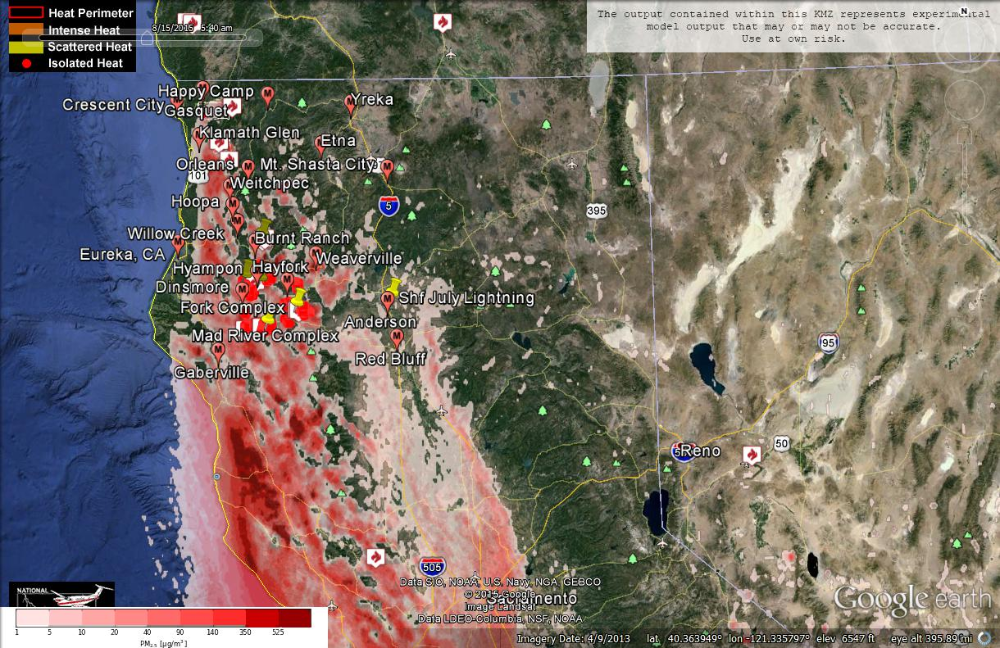 Heat Perimeter
Intense Heat
Scattered Heat
Isolated Heat
8/15/2015 5:40 am
The output contained within this KMZ represents experimental
model output that may or may not be accurate.
Use at own risk.
N
Happy Camp
Crescent City
Gasquet
Yreka
Klamath Glen
Etna
Orleans
Mt. Shasta City
101
Weitchpec
Hoopa
5
395
Willow Creek
Burnt Ranch
Eureka, CA
Weaverville
Hyampon
Hayfork
Dinsmore
Shf July Lightning
Fork Complex
Anderson
Mad River Complex
95
Red Bluff
Gaberville
50
Reno
505
Data SIO, NOAA, U.S. Navy, NGA, GEBCO
© 2015 Google
Sacramento
Image Landsat
Data LDEO-Columbia, NSF, NOAA
NATIONAL
Google earth
1 5 10 20 40 90 140 350 525
PM2.5 [µg/m³]
Imagery Date: 4/9/2013 lat 40.363949° lon -121.335797° elev 6547 ft eye alt 395.89 mi